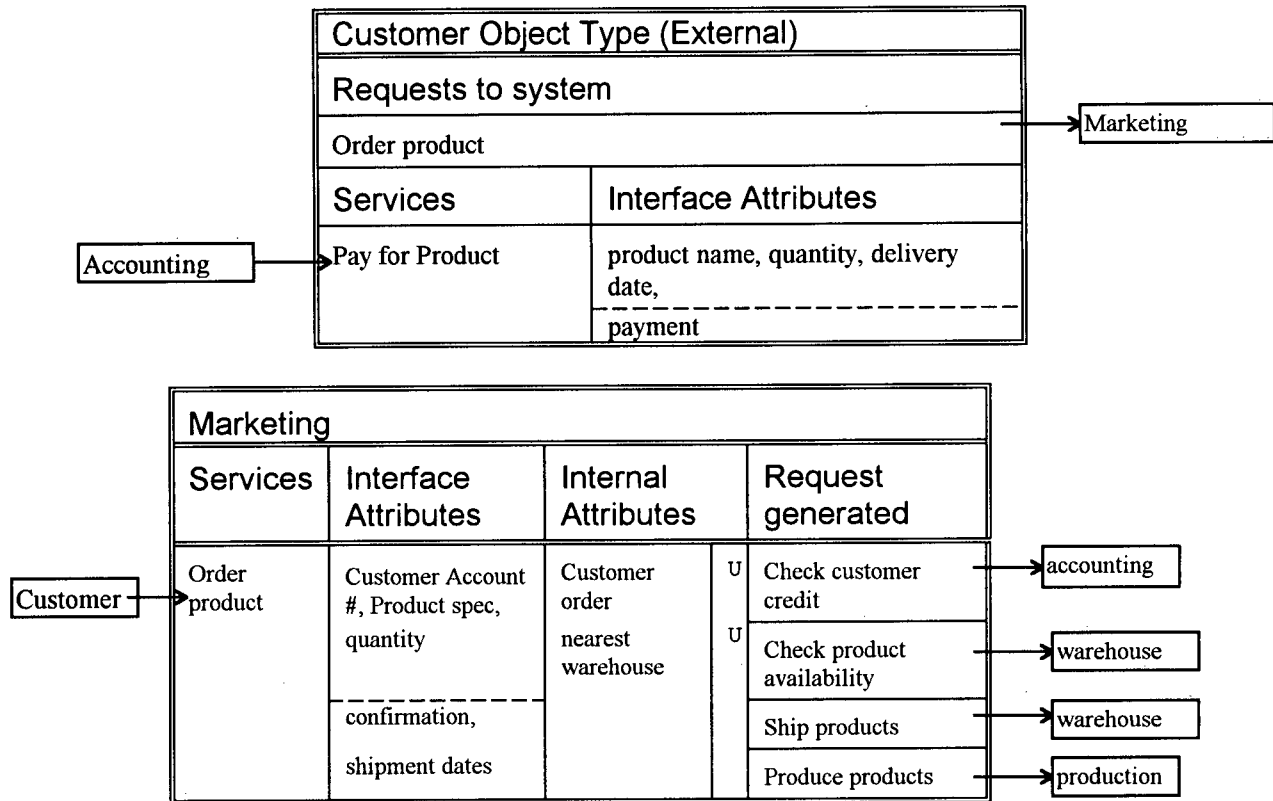 Customer Object Type (External)
Requests to system
Order product
Marketing
Services
Interface Attributes
Accounting
Pay for Product
product name, quantity, delivery
date,
payment
Marketing
Services
Interface
Attributes
Internal
Attributes
Request
generated
Customer
Order
product
Customer Account
#, Product spec,
quantity
confirmation,
shipment dates
Customer
order
nearest
warehouse
U
U
Check customer
credit
accounting
Check product
availability
warehouse
Ship products
warehouse
Produce products
production